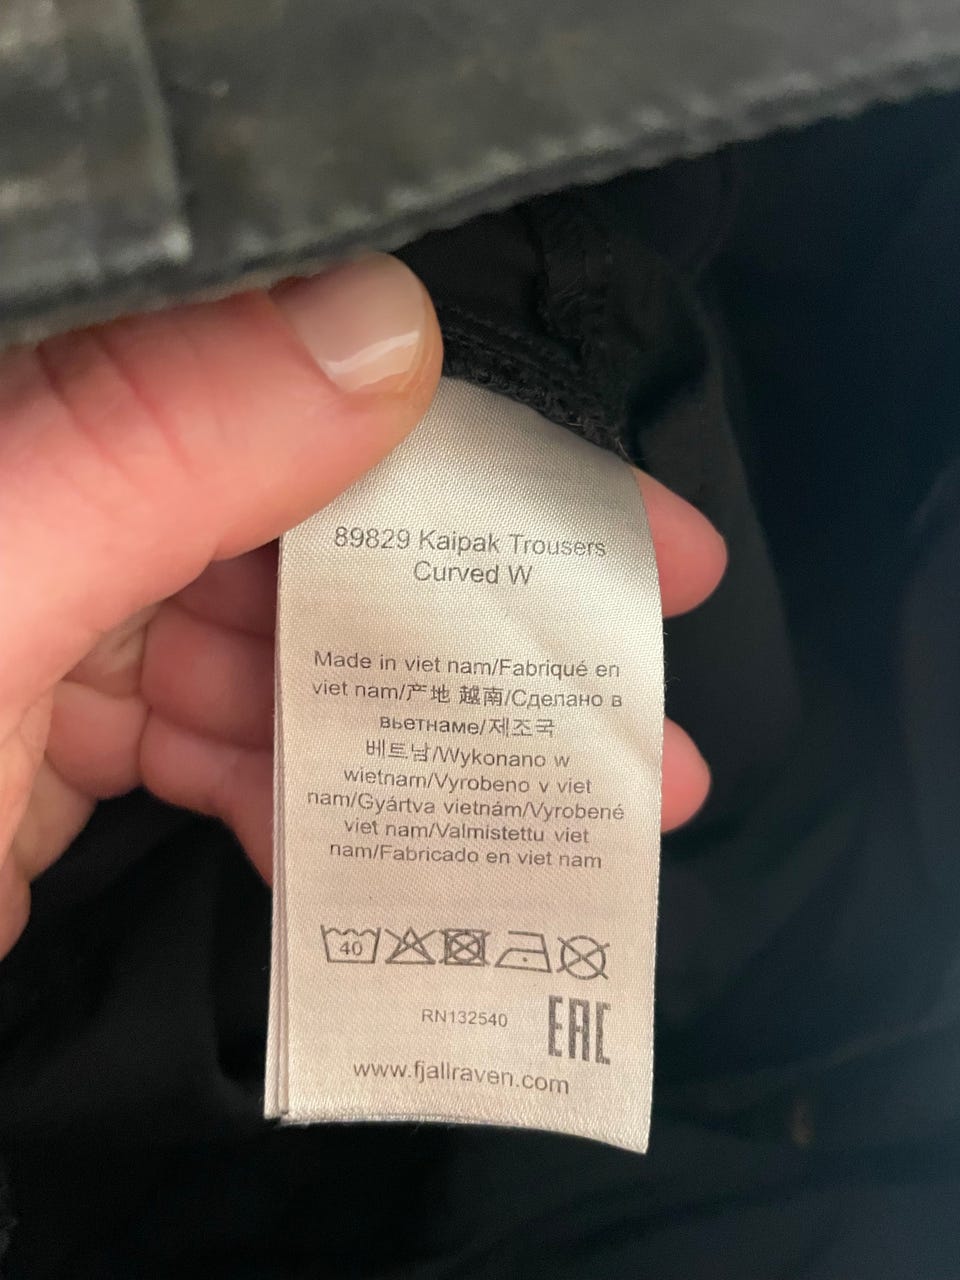 89829 Kaipak Trousers
Curved W
Made in viet nam/Fabriqué en
viet nam/产地 越南/Сделано в
вьетнаме/제조국
베트남/Wykonano w
wietnam/Vyrobeno v viet
nam/Gyártva vietnám/Vyrobené
viet nam/Valmistettu viet
nam/Fabricado en viet nam
40
RN132540 EAC
www.fjallraven.com